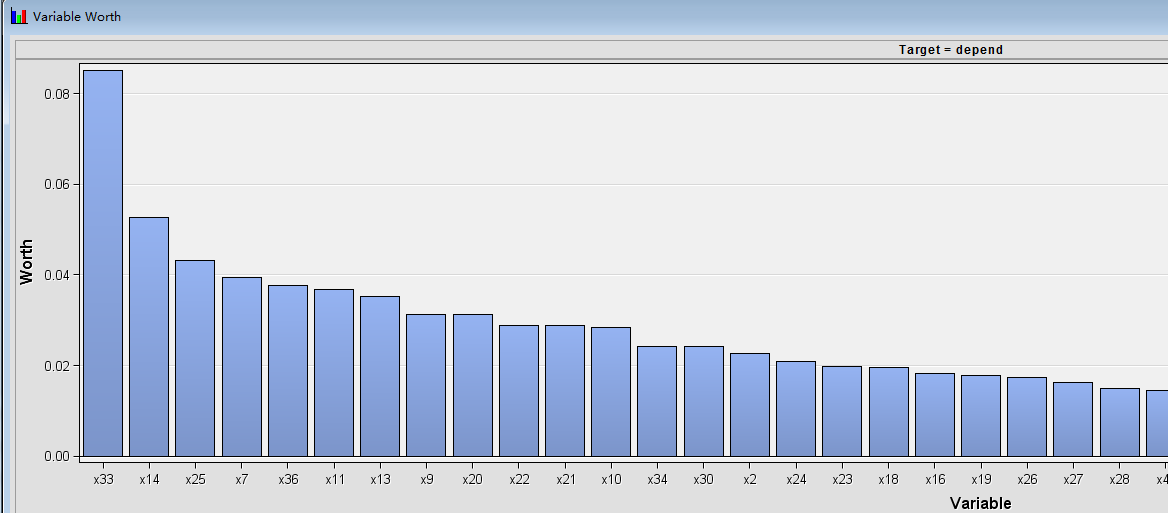 Variable Worth
Target = depend
Worth
0.08
0.06
0.04
0.02
0.00
x33 x14 x25 x7 x36 x11 x13 x9 x20 x22 x21 x10 x34 x30 x2 x24 x23 x18 x16 x19 x26 x27 x28
Variable